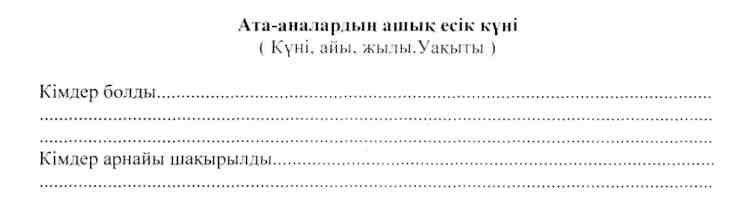 Ата-аналардың ашық есік күні
( Күні, айы, жылы.Уақыты )
Кімдер болды..........................................................................................................
................................................................................................................................
................................................................................................................................
Кімдер арнайы шақырылды....................................................................................
................................................................................................................................